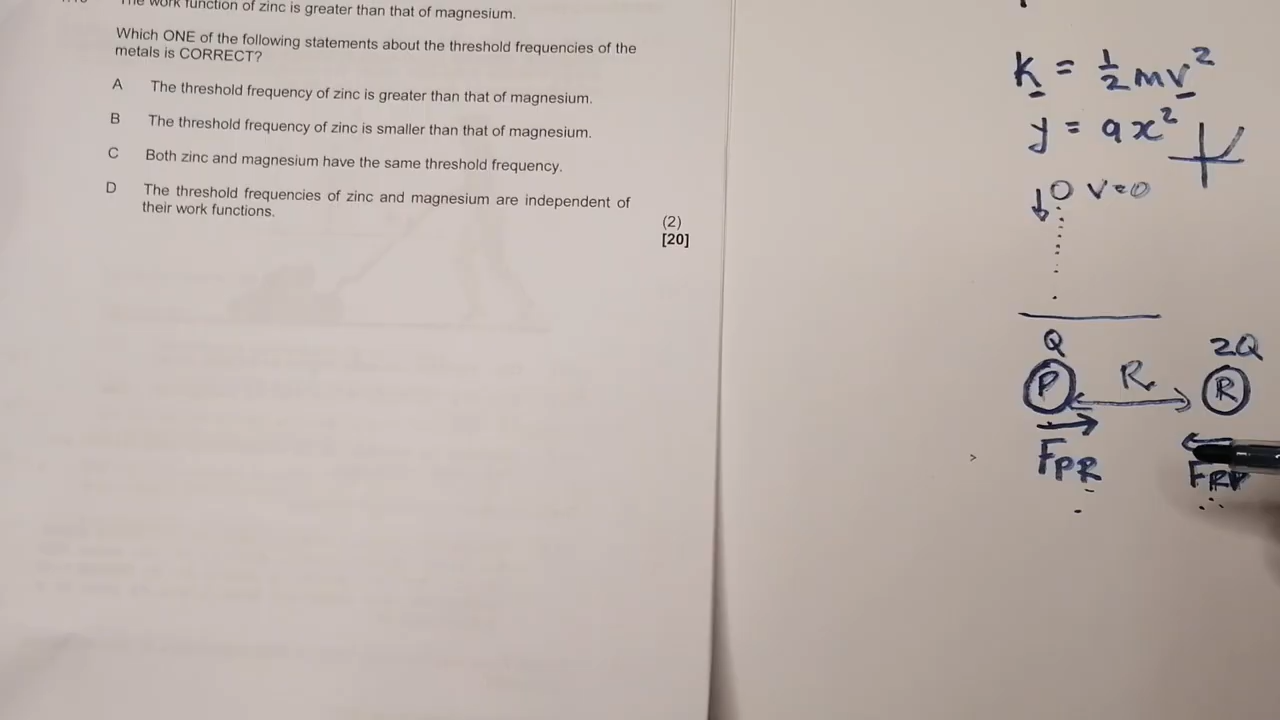 The work function of zinc is greater than that of magnesium.
Which ONE of the following statements about the threshold frequencies of the
metals is CORRECT?
A The threshold frequency of zinc is greater than that of magnesium.
B The threshold frequency of zinc is smaller than that of magnesium.
C Both zinc and magnesium have the same threshold frequency.
D The threshold frequencies of zinc and magnesium are independent of
their work functions.
(2)
[20]
K = 1/2 mv²
y = ax²
v=0
Q 2Q
P R R
FPR FRP